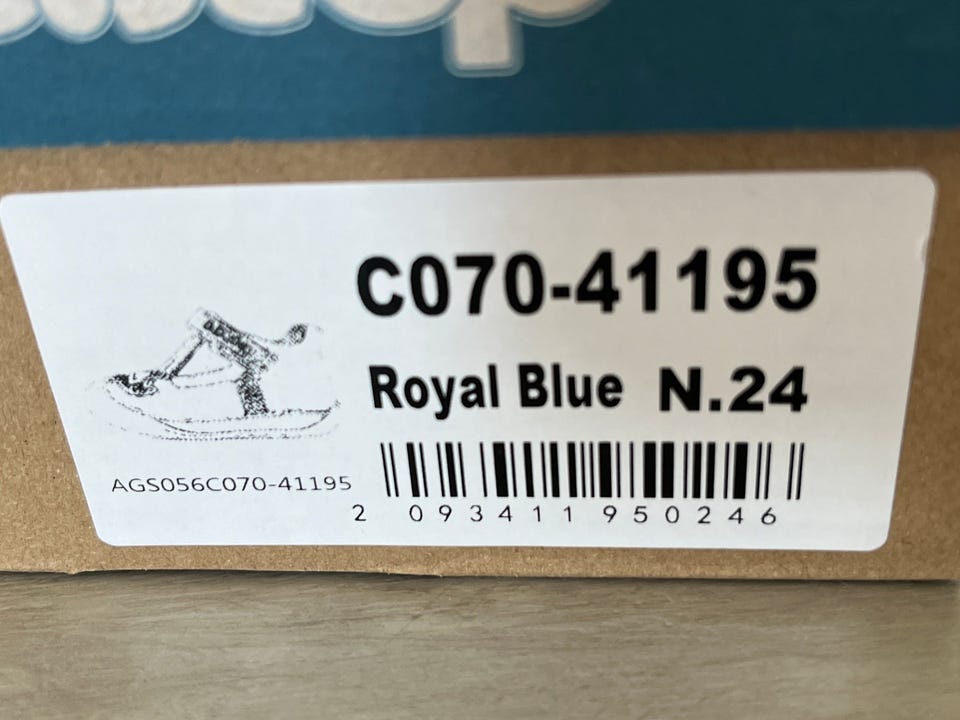 C070-41195
Royal Blue N.24
AGS056C070-41195
2 093411 950246